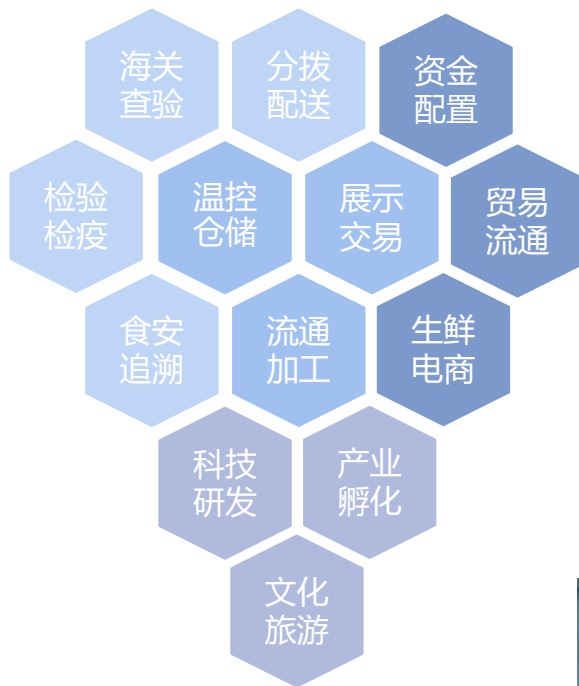 海关
查验
分拨
配送
资金
配置
检验
检疫
温控
仓储
展示
交易
贸易
流通
食安
追溯
流通
加工
生鲜
电商
科技
研发
产业
孵化
文化
旅游